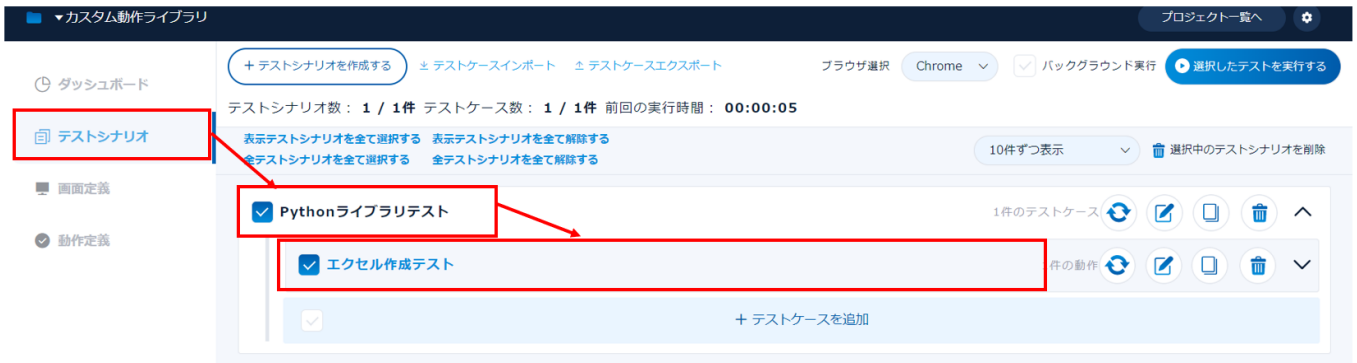 ▼カスタム動作ライブラリ プロジェクト一覧へ
ダッシュボード
テストシナリオ
画面定義
動作定義
+ テストシナリオを作成する テストケースインポート テストケースエクスポート ブラウザ選択 Chrome バックグラウンド実行 選択したテストを実行する
テストシナリオ数： 1 / 1件 テストケース数： 1 / 1件 前回の実行時間： 00:00:05
表示テストシナリオを全て選択する 表示テストシナリオを全て解除する
全テストシナリオを全て選択する 全テストシナリオを全て解除する
10件ずつ表示 選択中のテストシナリオを削除
Pythonライブラリテスト 1件のテストケース
エクセル作成テスト 件の動作
+ テストケースを追加